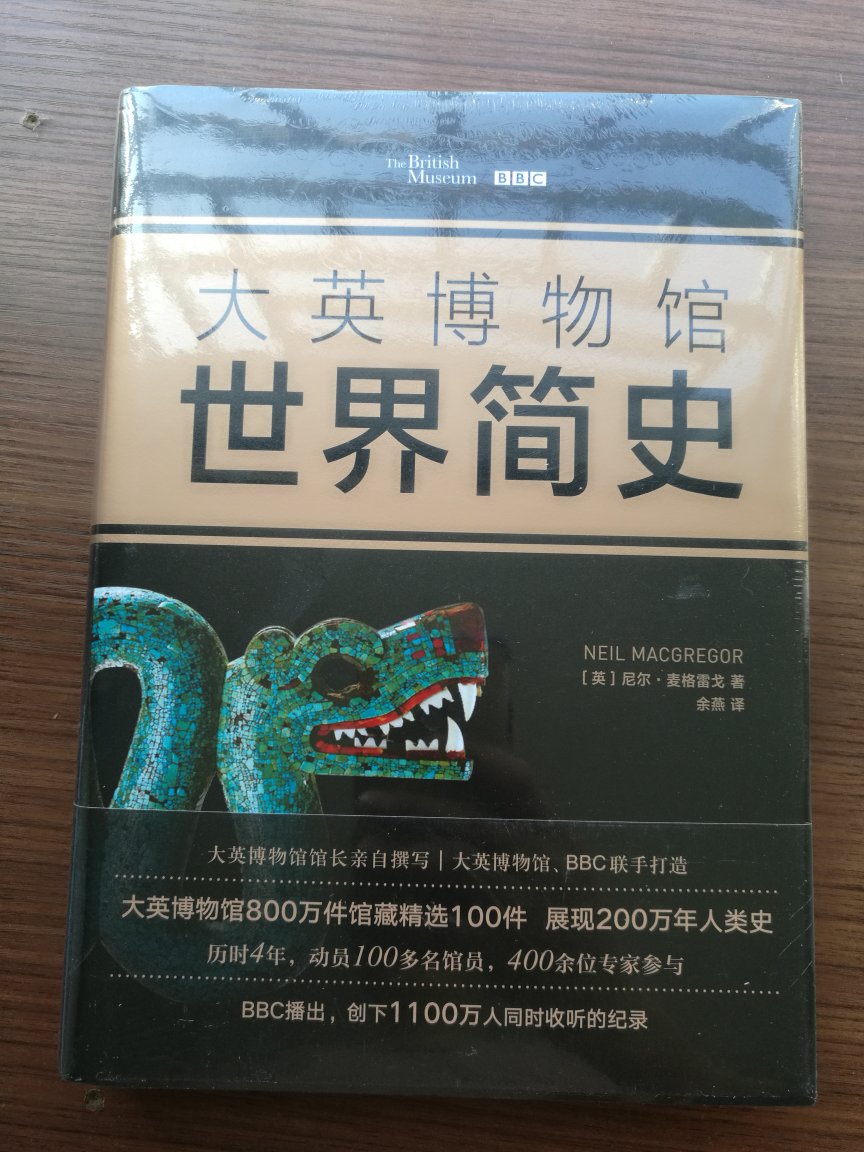 The British
Museum BBC
大英博物馆
世界简史
NEIL MACGREGOR
[英] 尼尔·麦格雷戈 著
余燕 译
大英博物馆馆长亲自撰写|大英博物馆、BBC联手打造
大英博物馆800万件馆藏精选100件 展现200万年人类史
历时4年，动员100多名馆员，400余位专家参与
BBC播出，创下1100万人同时收听的纪录